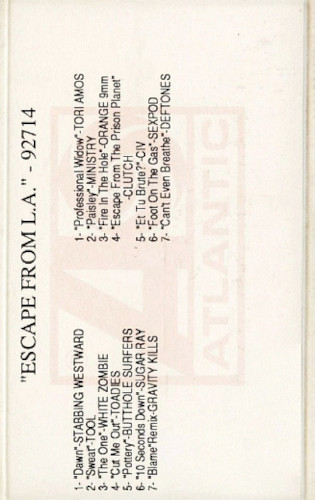 "ESCAPE FROM L.A." - 92714
1- "Dawn"-STABBING WESTWARD
2- "Sweat"-TOOL
3- "The One"-WHITE ZOMBIE
4- "Cut Me Out"-TOADIES
5- "Pottery"-BUTTHOLE SURFERS
6- "10 Seconds Down"-SUGAR RAY
7- "Blame"Remix-GRAVITY KILLS
1- "Professional Widow"-TORI AMOS
2- "Paisley"-MINISTRY
3- "Fire In The Hole"-ORANGE 9mm
4- "Escape From The Prison Planet"
-CLUTCH
5- "Et Tu Brute?"-CIV
6- "Foot On The Gas"-SEXPOD
7- "Can't Even Breathe"-DEFTONES
ATLANTIC